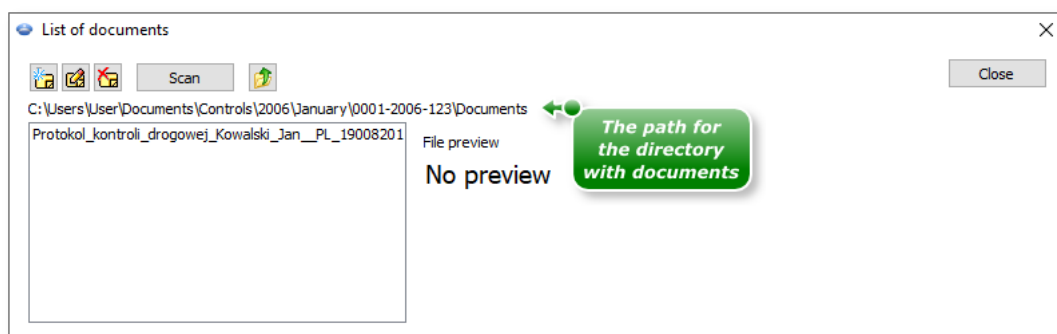 List of documents
Scan
Close
C:\Users\User\Documents\Controls\2006\January\0001-2006-123\Documents
Protokol_kontroli_drogowej_Kowalski_Jan__PL_19008201
File preview
No preview
The path for
the directory
with documents